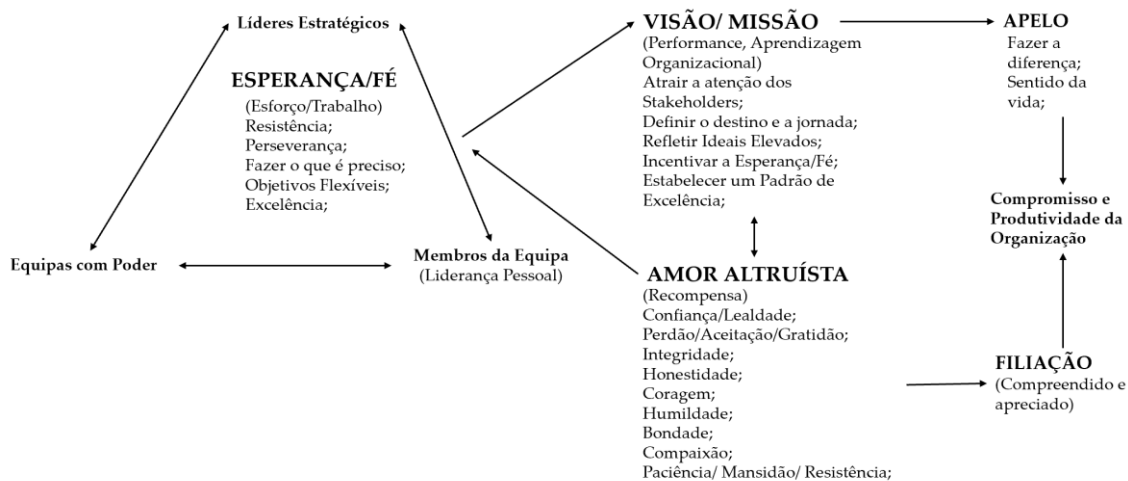 Líderes Estratégicos
ESPERANÇA/FÉ
(Esforço/Trabalho)
Resistência;
Perseverança;
Fazer o que é preciso;
Objetivos Flexíveis;
Excelência;
Equipas com Poder
Membros da Equipa
(Liderança Pessoal)
VISÃO/ MISSÃO
(Performance, Aprendizagem
Organizacional)
Atrair a atenção dos
Stakeholders;
Definir o destino e a jornada;
Refletir Ideais Elevados;
Incentivar a Esperança/Fé;
Estabelecer um Padrão de
Excelência;
AMOR ALTRUÍSTA
(Recompensa)
Confiança/Lealdade;
Perdão/Aceitação/Gratidão;
Integridade;
Honestidade;
Coragem;
Humildade;
Bondade;
Compaixão;
Paciência/ Mansidão/ Resistência;
APELO
Fazer a
diferença;
Sentido da
vida;
Compromisso e
Produtividade da
Organização
FILIAÇÃO
(Compreendido e
apreciado)